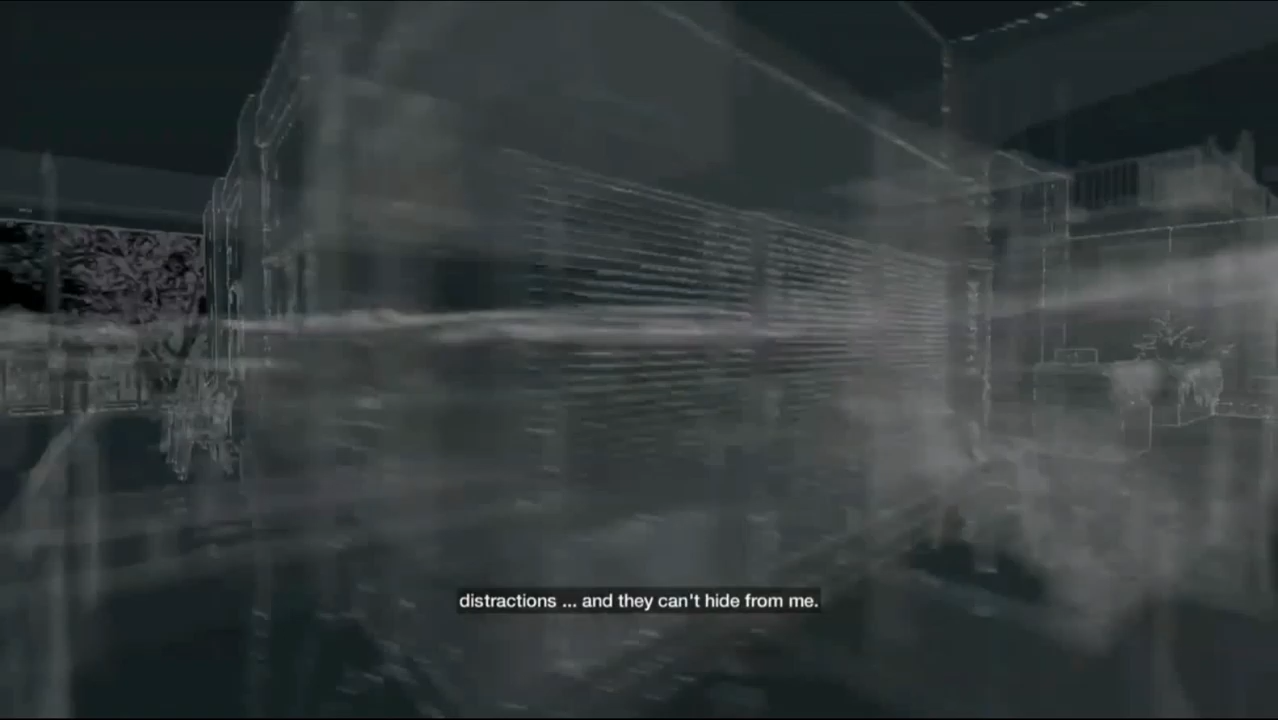 distractions ... and they can't hide from me.